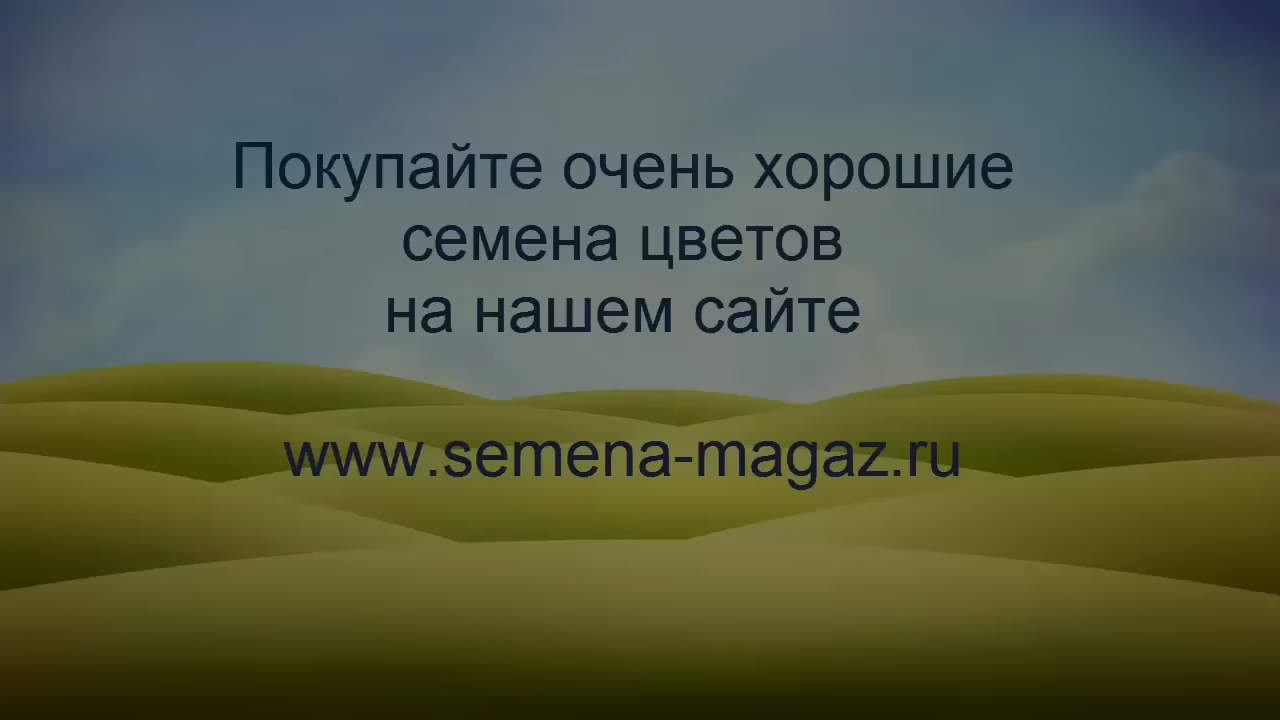 Покупайте очень хорошие
семена цветов
на нашем сайте
www.semena-magaz.ru